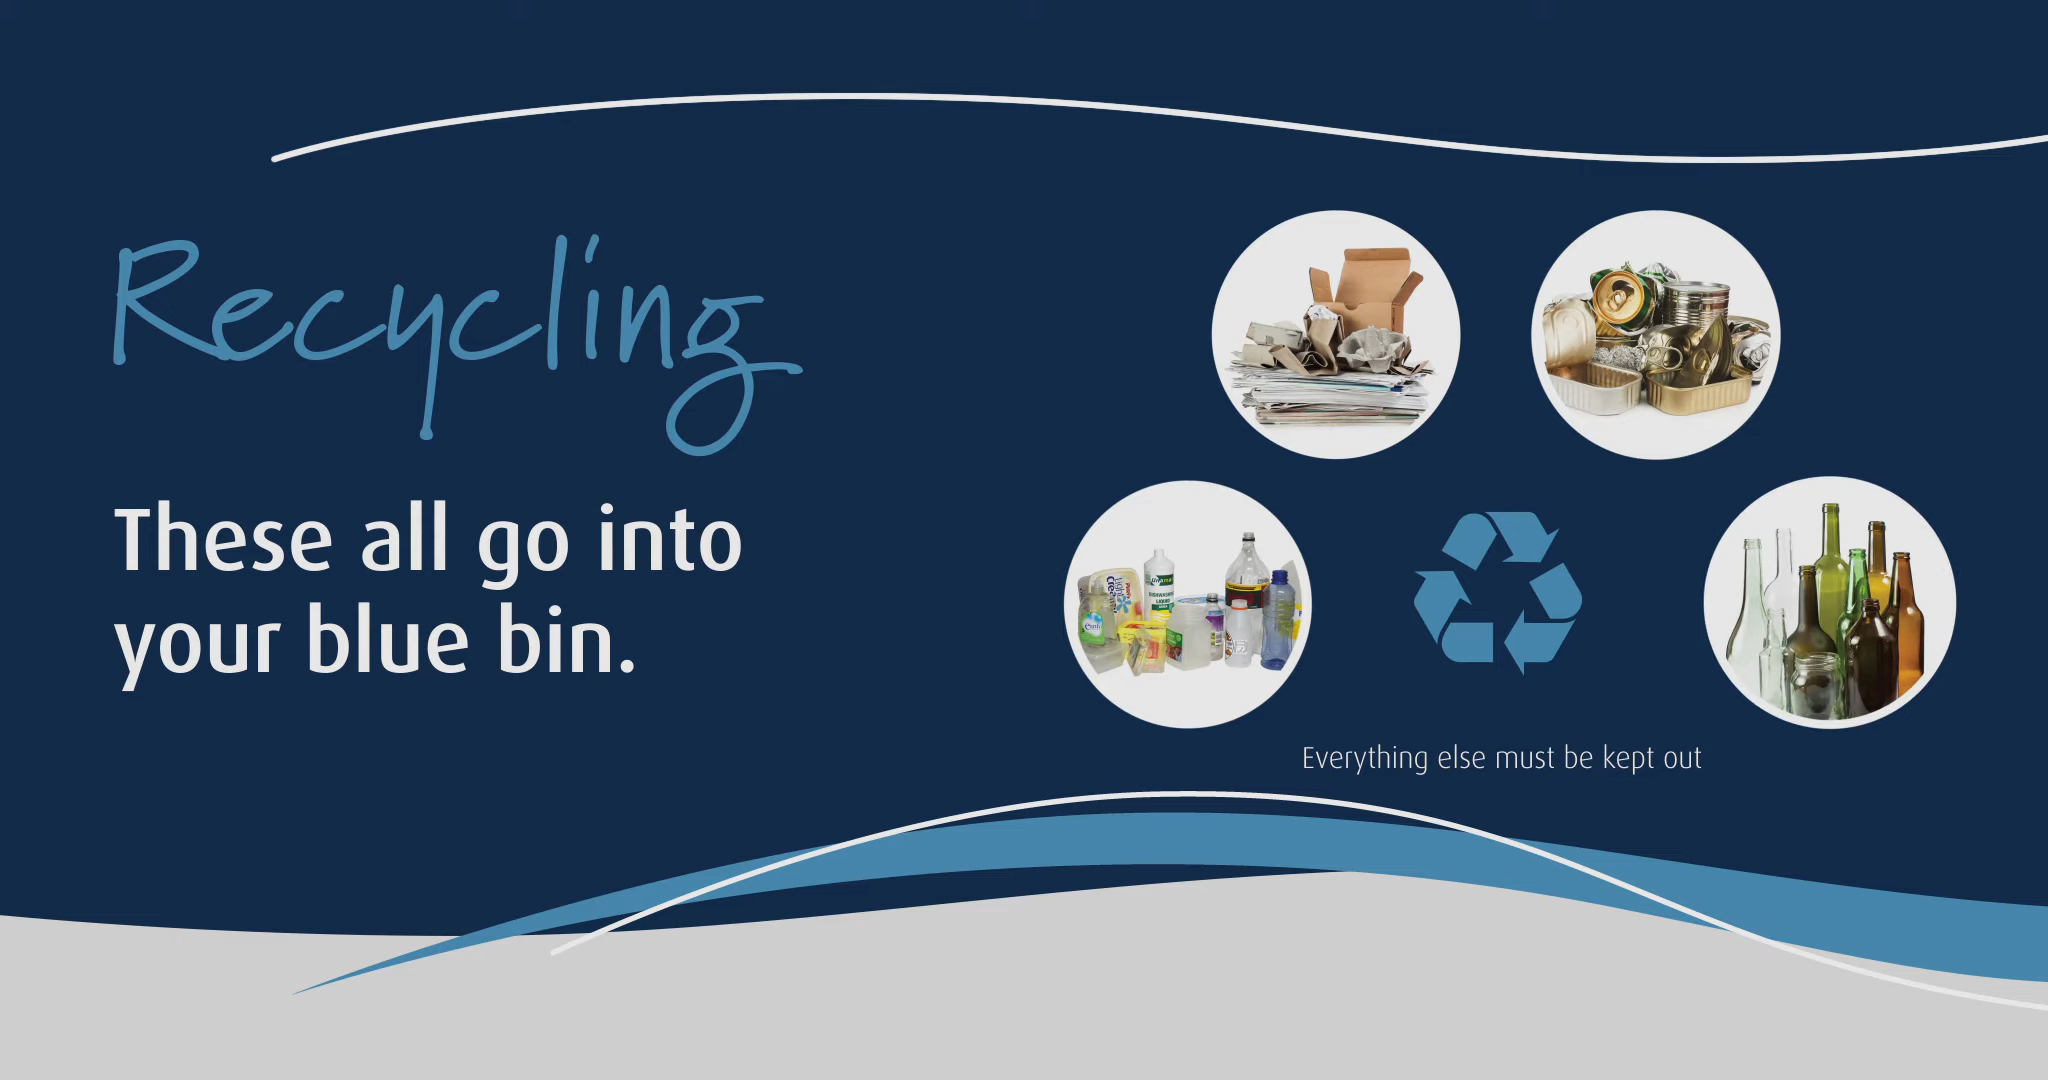 Recycling
These all go into
your blue bin.
Everything else must be kept out